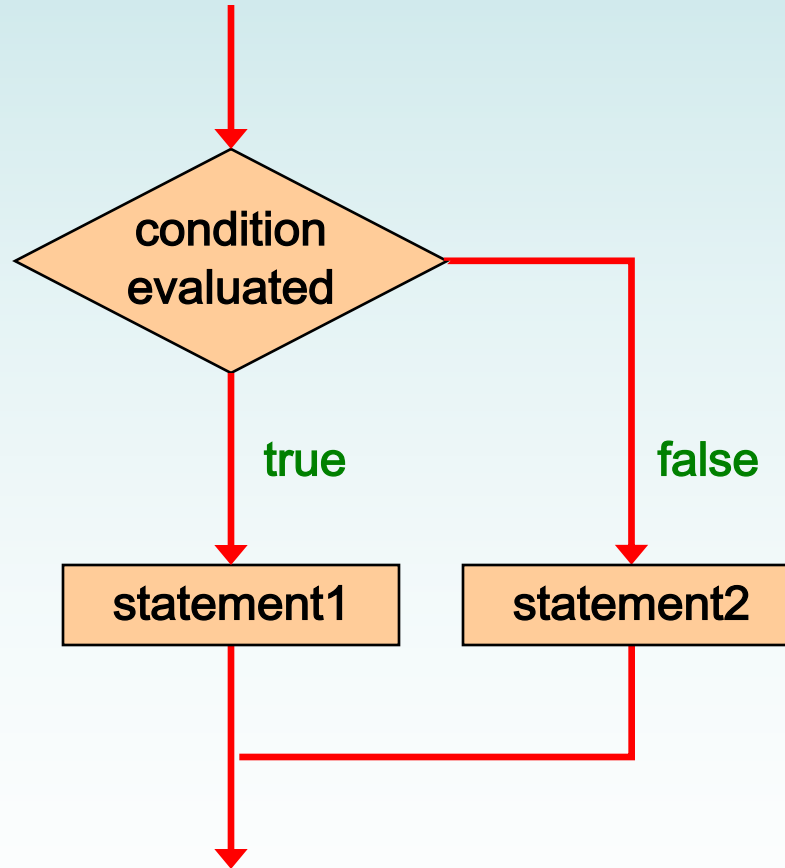 condition
evaluated
true
false
statement1
statement2